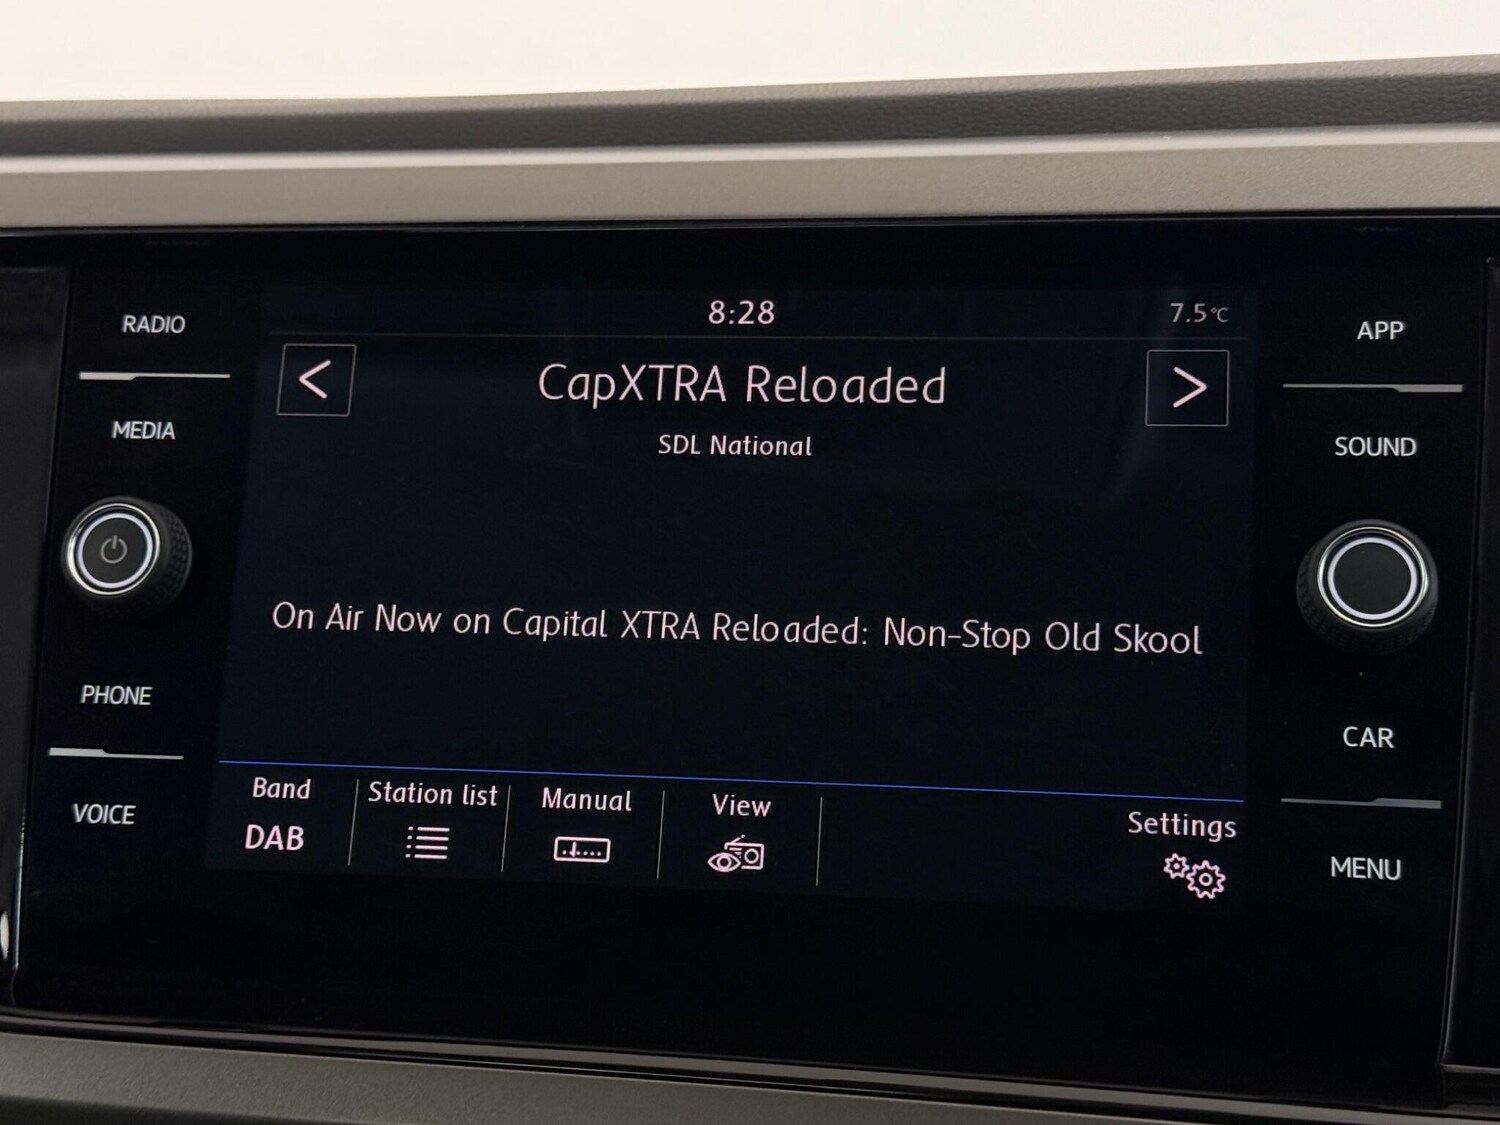 8:28
7.5°C
RADIO
APP
<
CapXTRA Reloaded
>
MEDIA
SDL National
SOUND
On Air Now on Capital XTRA Reloaded: Non-Stop Old Skool
PHONE
CAR
VOICE
Band
Station list
Manual
View
Settings
DAB
MENU